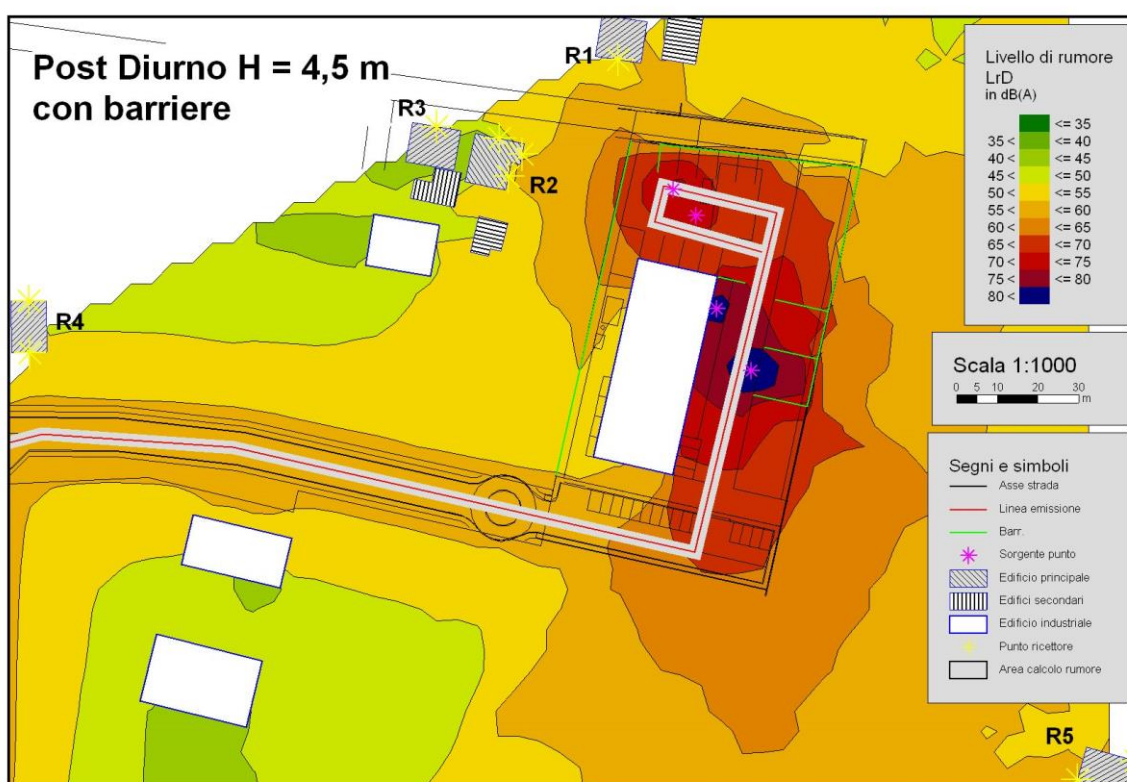 Post Diurno H = 4,5 m
con barriere
R1
R3
R2
R4
R5
Livello di rumore
LrD
in dB(A)
<= 35
35 < <= 40
40 < <= 45
45 < <= 50
50 < <= 55
55 < <= 60
60 < <= 65
65 < <= 70
70 < <= 75
75 < <= 80
80 <
Scala 1:1000
0 5 10 20 30
m
Segni e simboli
Asse strada
Linea emissione
Barr.
Sorgente punto
Edificio principale
Edifici secondari
Edificio industriale
Punto ricettore
Area calcolo rumore